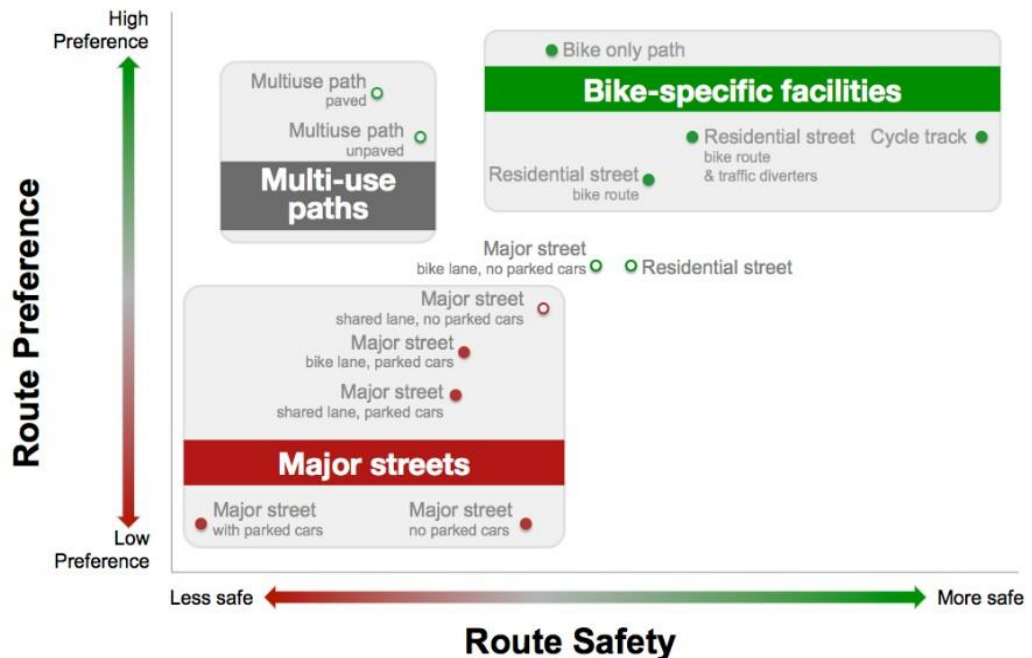 High
Preference
Bike only path
Multiuse path
paved
Bike-specific facilities
Multiuse path
unpaved
Residential street
bike route
& traffic diverters
Cycle track
Multi-use
paths
Residential street
bike route
Major street
bike lane, no parked cars
Residential street
Route Preference
Major street
shared lane, no parked cars
Major street
bike lane, parked cars
Major street
shared lane, parked cars
Major streets
Major street
with parked cars
Major street
no parked cars
Low
Preference
Less safe
More safe
Route Safety